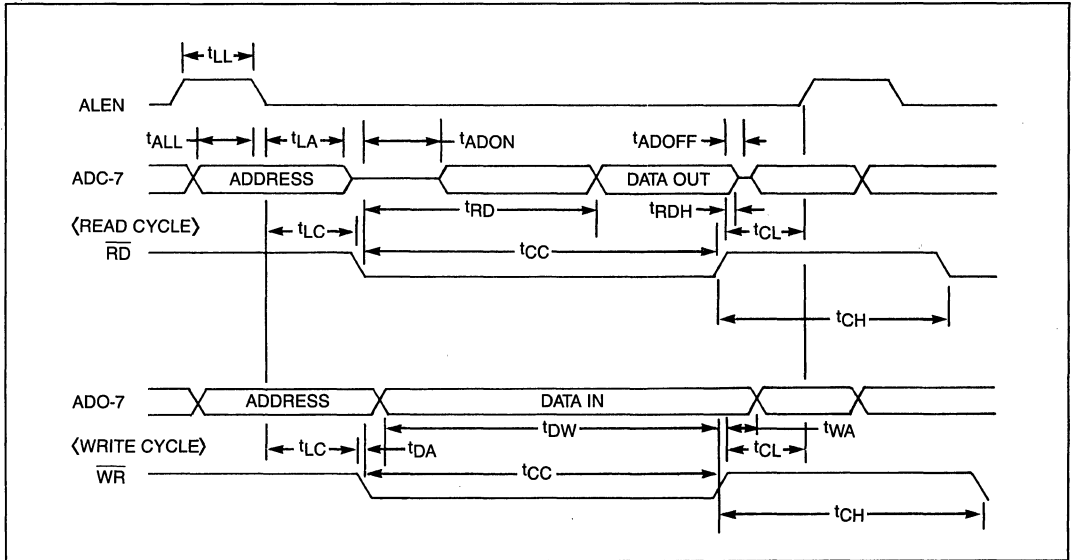 tLL
ALEN
tALL
tLA
tADON
tADOFF
ADC-7
ADDRESS
DATA OUT
tRD
tRDH
〈READ CYCLE〉
tLC
tCL
RD
tCC
tCH
ADO-7
ADDRESS
DATA IN
tDW
tWA
〈WRITE CYCLE〉
tLC
tDA
tCL
WR
tCC
tCH